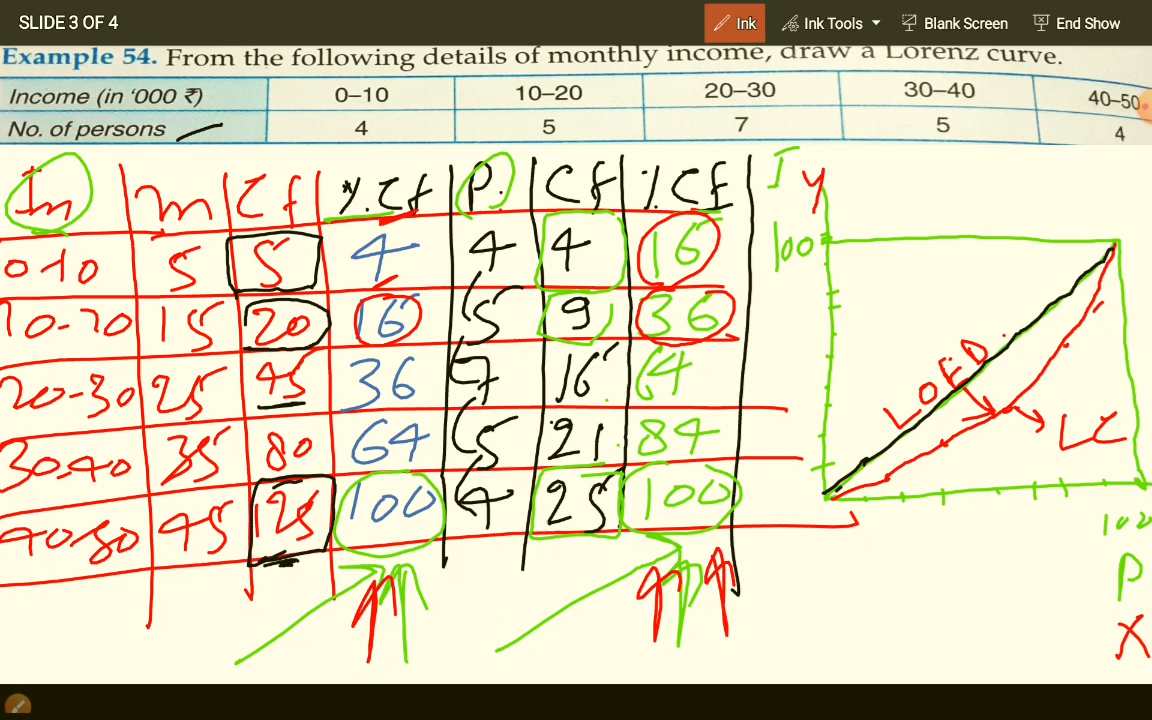 SLIDE 3 OF 4 Ink Ink Tools Blank Screen End Show
Example 54. From the following details of monthly income, draw a Lorenz curve.
Income (in '000 ₹) 0–10 10–20 20–30 30–40 40–50
No. of persons 4 5 7 5 4
In m Cf %.Cf P. Cf %Cf I Y
0-10 5 5 4 4 4 16 100
10-20 15 20 16 5 9 36
20-30 25 45 36 7 16 64 LOED.
30-40 35 80 64 5 21 84 LC
40-50 45 125 100 4 25 100
100
P
X